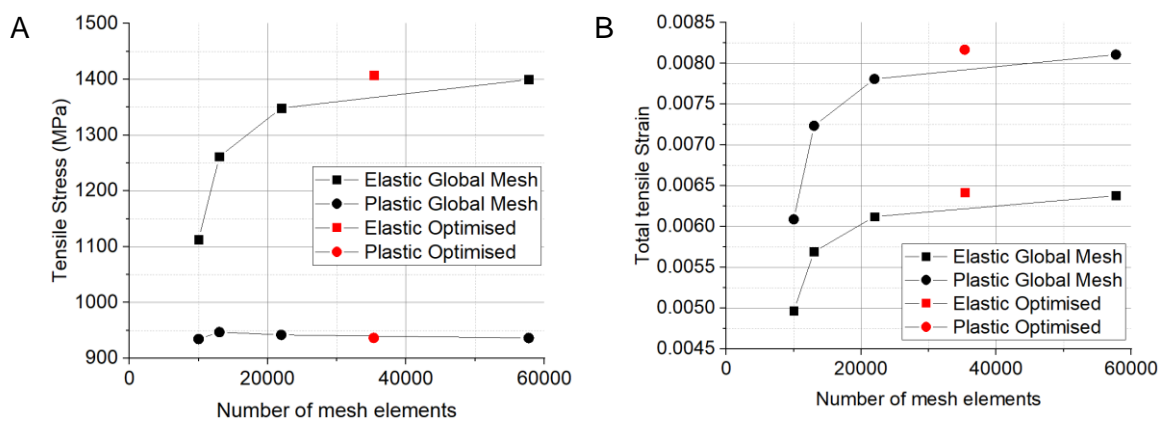 A
1500
1400
1300
1200
1100
1000
900
Tensile Stress (MPa)
Elastic Global Mesh
Plastic Global Mesh
Elastic Optimised
Plastic Optimised
0 20000 40000 60000
Number of mesh elements
B
0.0085
0.0080
0.0075
0.0070
0.0065
0.0060
0.0055
0.0050
0.0045
Total tensile Strain
Elastic Global Mesh
Plastic Global Mesh
Elastic Optimised
Plastic Optimised
0 20000 40000 60000
Number of mesh elements